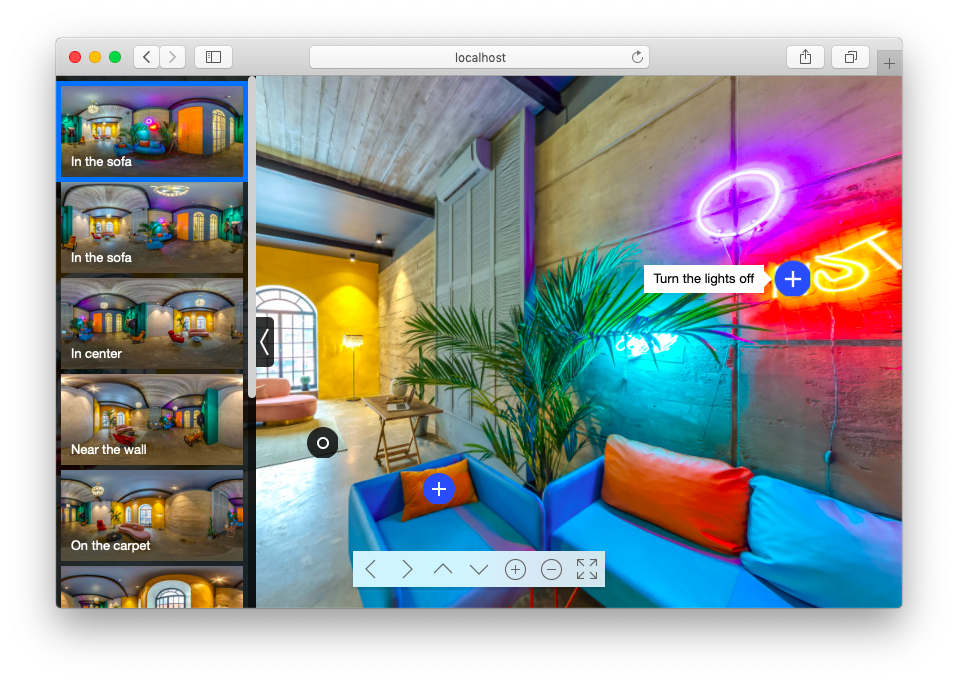 localhost
In the sofa
In the sofa
In center
Near the wall
On the carpet
Turn the lights off